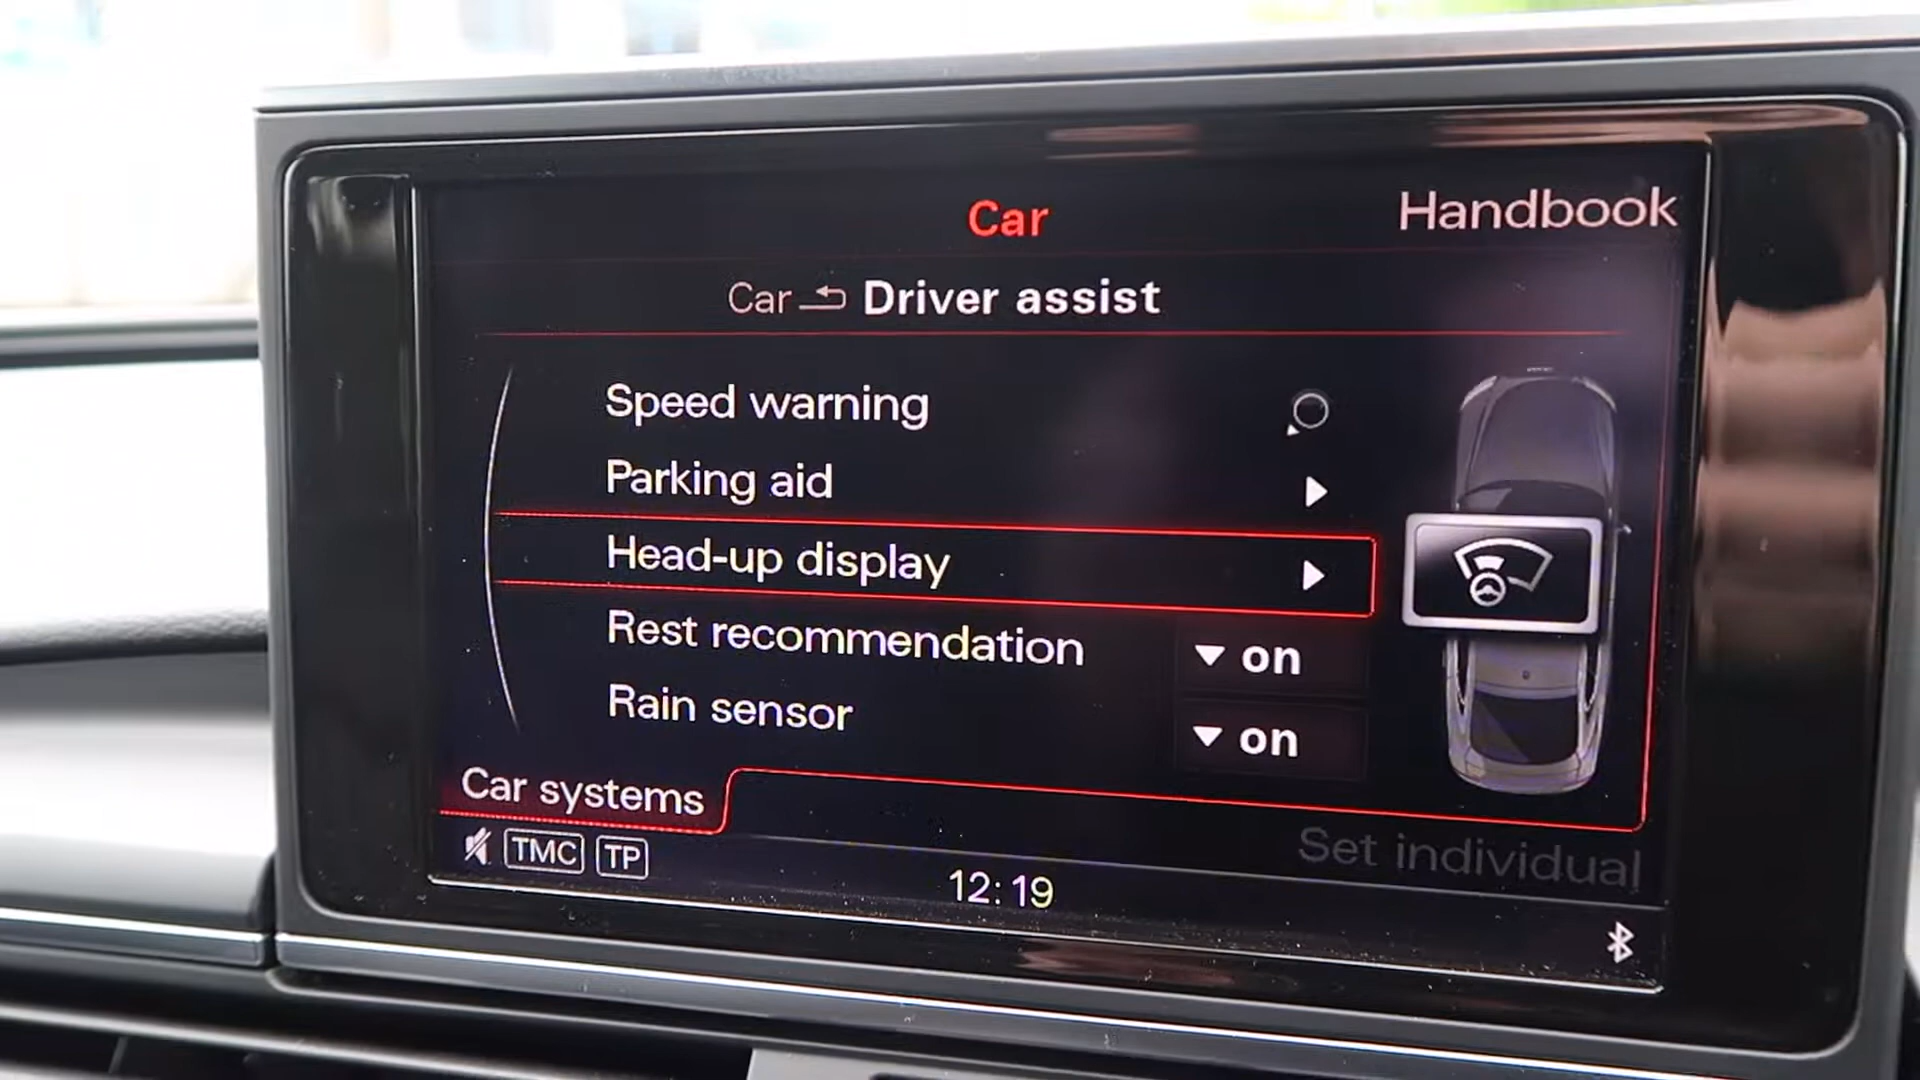 Car
Handbook
Car Driver assist
Speed warning
Parking aid
Head-up display
Rest recommendation on
Rain sensor on
Car systems
Set individual
TMC TP
12:19